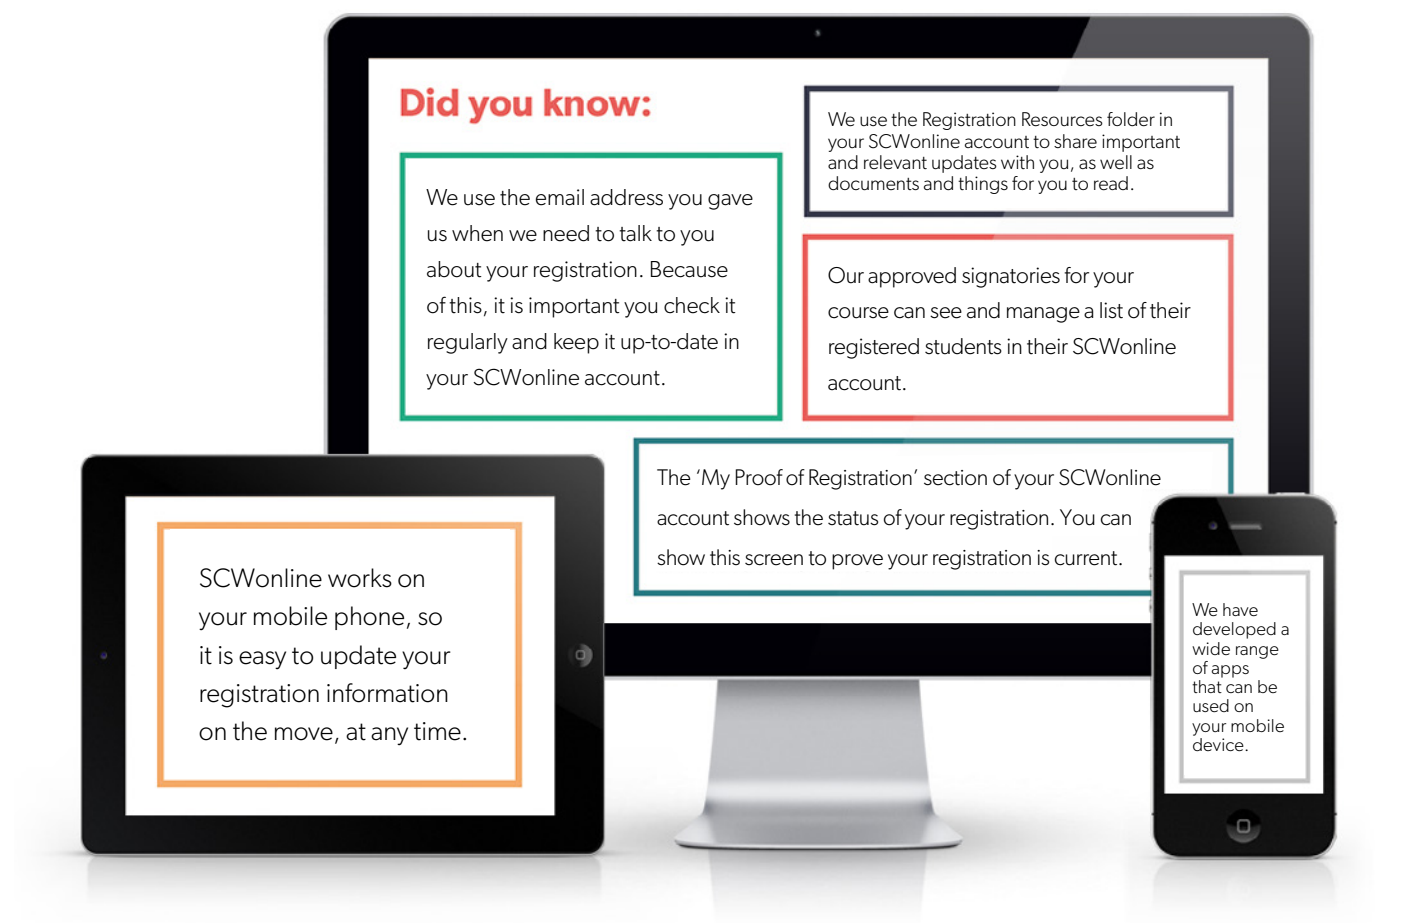 Did you know:
We use the email address you gave
us when we need to talk to you
about your registration. Because
of this, it is important you check it
regularly and keep it up-to-date in
your SCWonline account.
We use the Registration Resources folder in
your SCWonline account to share important
and relevant updates with you, as well as
documents and things for you to read.
Our approved signatories for your
course can see and manage a list of their
registered students in their SCWonline
account.
The ‘My Proof of Registration’ section of your SCWonline
account shows the status of your registration. You can
show this screen to prove your registration is current.
SCWonline works on
your mobile phone, so
it is easy to update your
registration information
on the move, at any time.
We have
developed a
wide range
of apps
that can be
used on
your mobile
device.